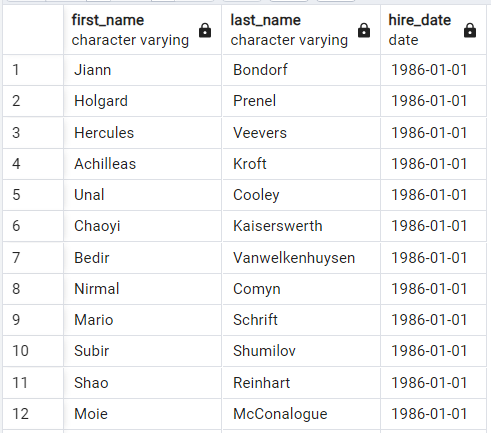 first_name last_name hire_date
character varying character varying date
1 Jiann Bondorf 1986-01-01
2 Holgard Prenel 1986-01-01
3 Hercules Veevers 1986-01-01
4 Achilleas Kroft 1986-01-01
5 Unal Cooley 1986-01-01
6 Chaoyi Kaiserswerth 1986-01-01
7 Bedir Vanwelkenhuysen 1986-01-01
8 Nirmal Comyn 1986-01-01
9 Mario Schrift 1986-01-01
10 Subir Shumilov 1986-01-01
11 Shao Reinhart 1986-01-01
12 Moie McConalogue 1986-01-01